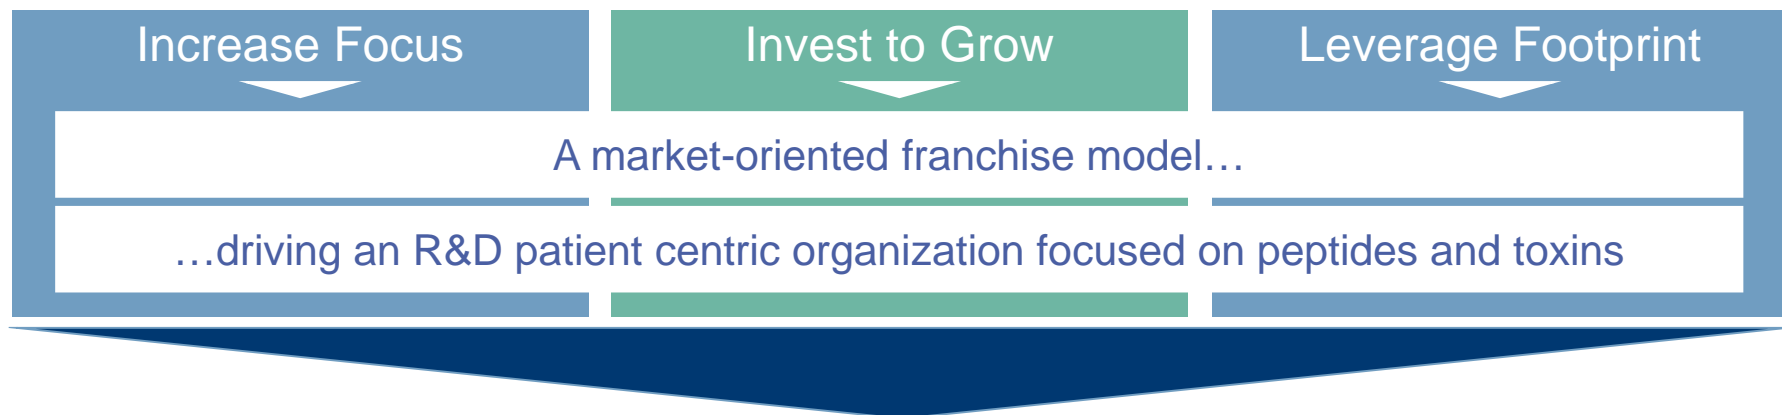 Increase Focus
Invest to Grow
Leverage Footprint
A market-oriented franchise model…
…driving an R&D patient centric organization focused on peptides and toxins